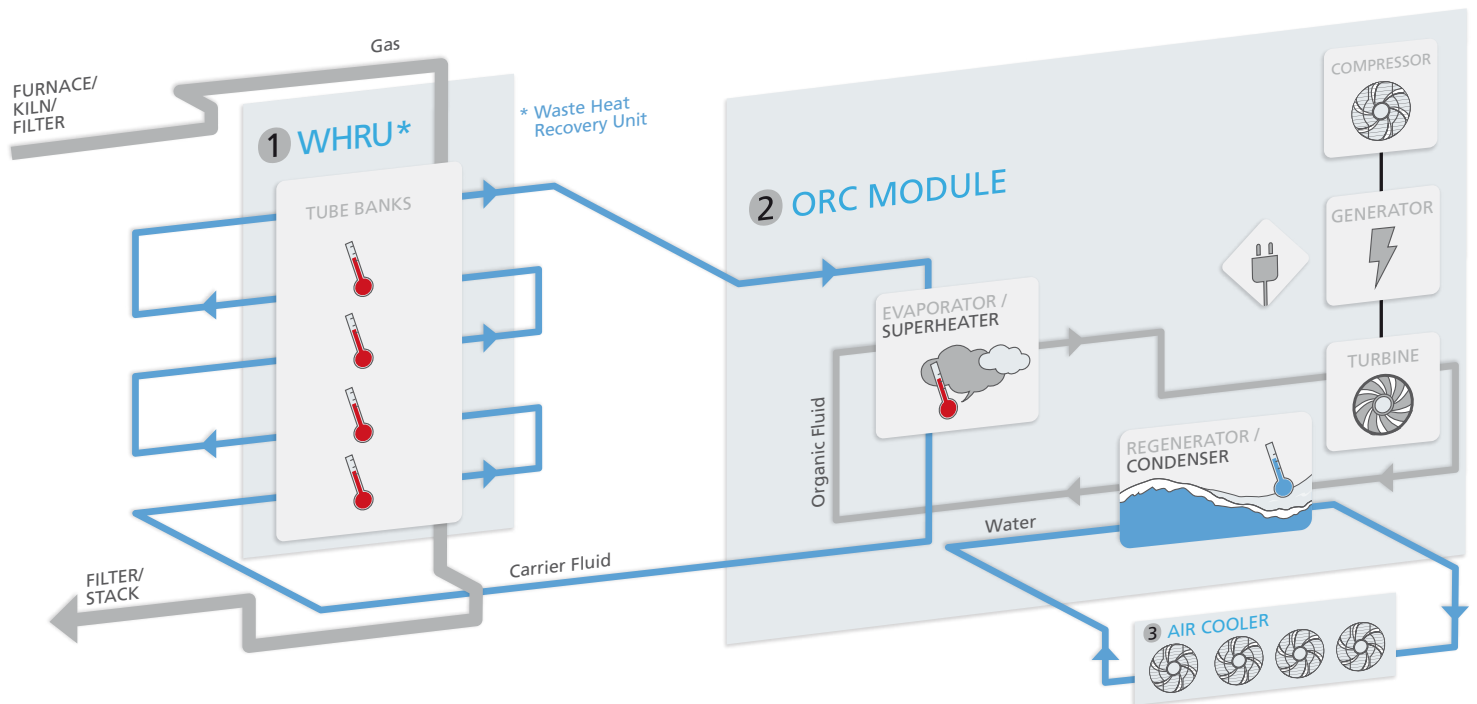 Gas
FURNACE/
KILN/
FILTER
1 WHRU*
* Waste Heat
Recovery Unit
TUBE BANKS
FILTER/
STACK
Carrier Fluid
2 ORC MODULE
COMPRESSOR
GENERATOR
TURBINE
EVAPORATOR /
SUPERHEATER
Organic Fluid
REGENERATOR /
CONDENSER
Water
3 AIR COOLER